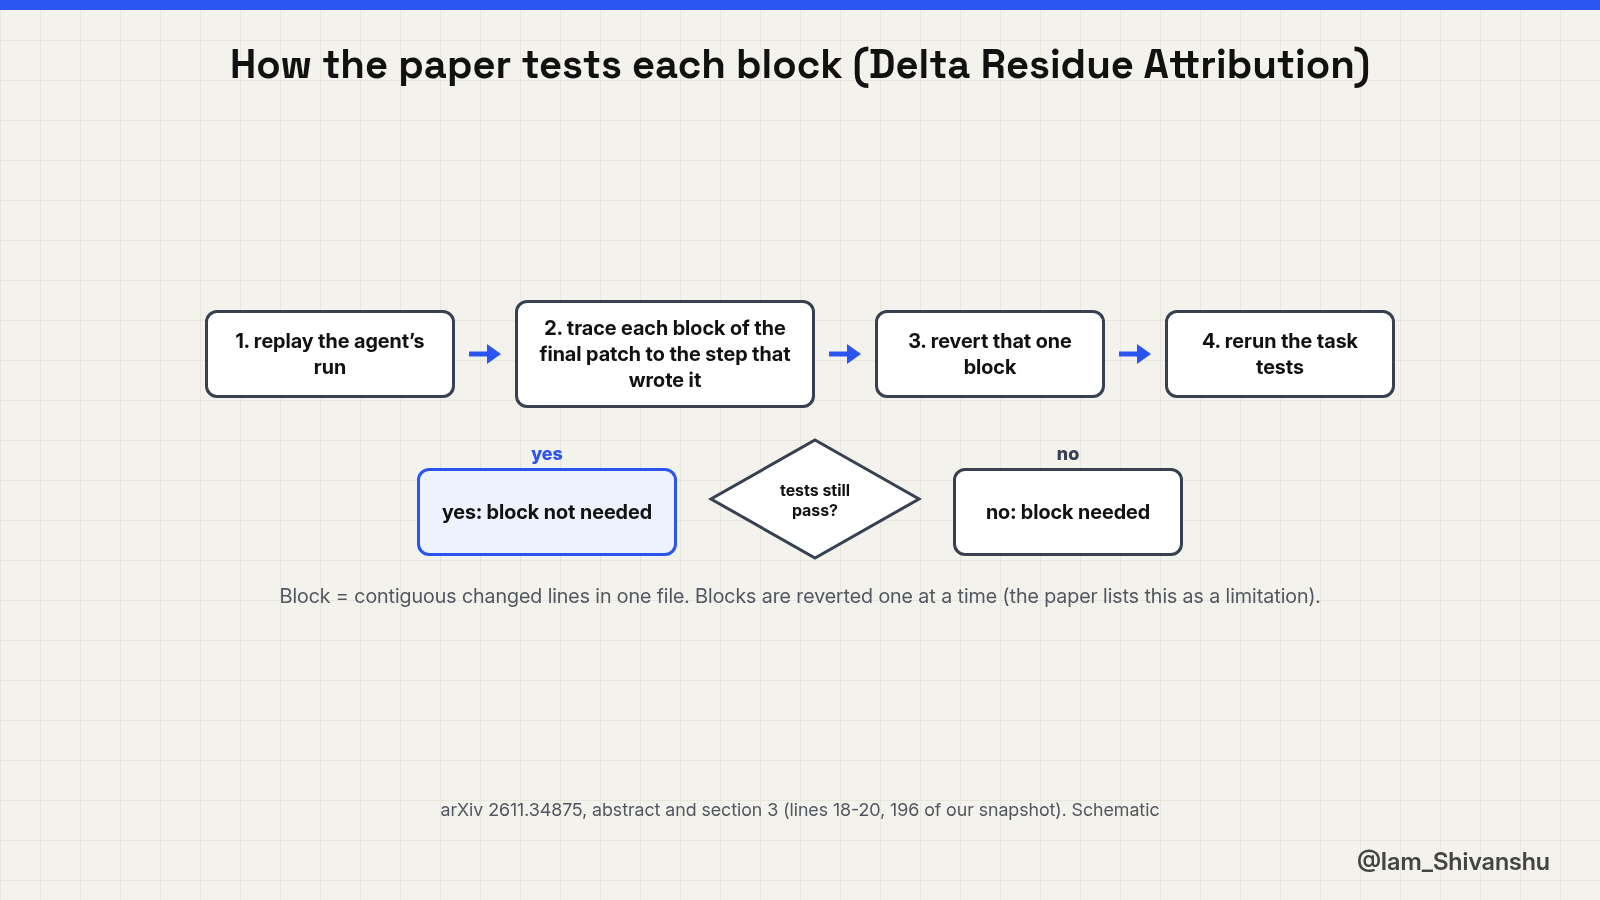 How the paper tests each block (Delta Residue Attribution)
1. replay the agent’s
run
2. trace each block of the
final patch to the step that
wrote it
3. revert that one
block
4. rerun the task
tests
yes
yes: block not needed
tests still
pass?
no
no: block needed
Block = contiguous changed lines in one file. Blocks are reverted one at a time (the paper lists this as a limitation).
arXiv 2611.34875, abstract and section 3 (lines 18-20, 196 of our snapshot). Schematic
@Iam_Shivanshu